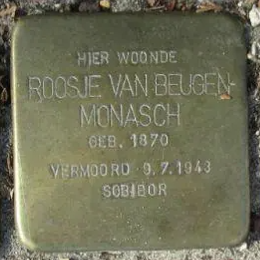 HIER WOONDE
ROOSJE VAN BEUGEN-
MONASCH
GEB. 1870
VERMOORD 9.7.1943
SOBIBOR